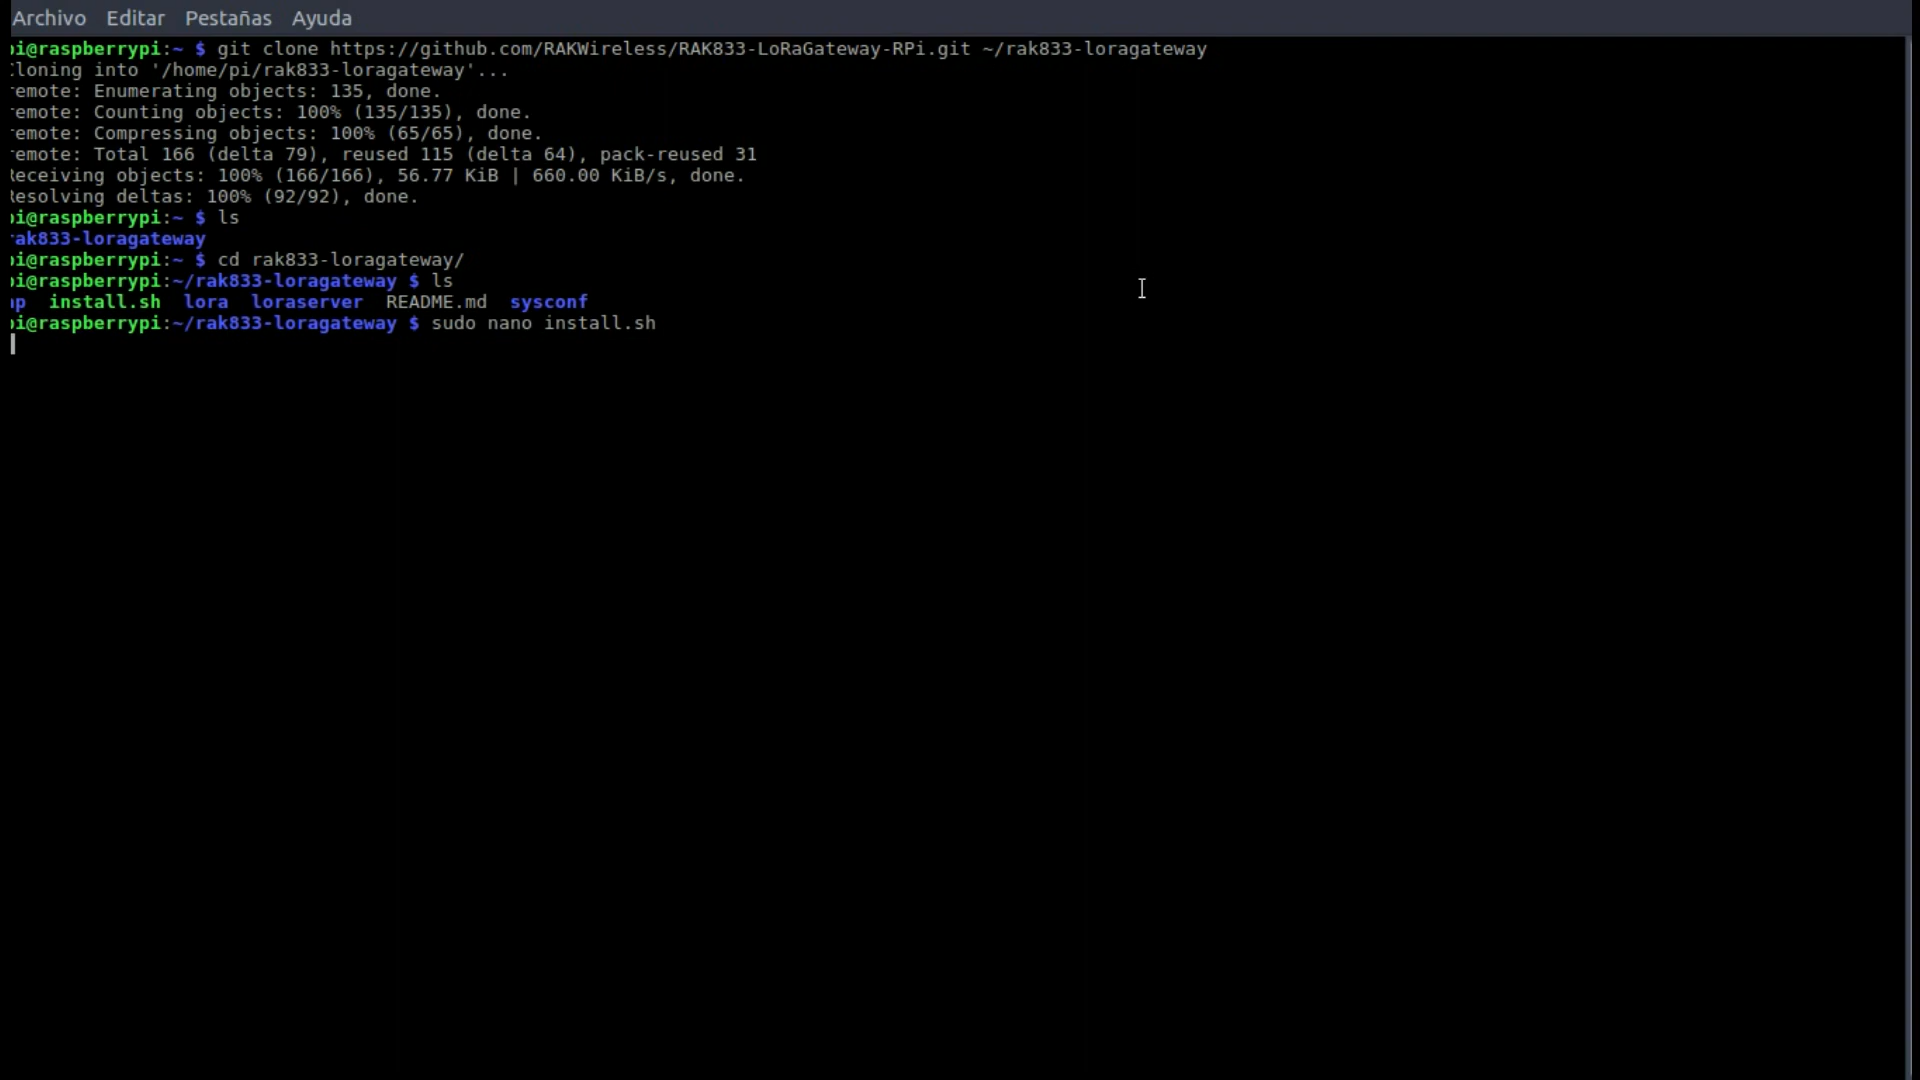 Archivo Editar Pestañas Ayuda
pi@raspberrypi:~ $ git clone https://github.com/RAKWireless/RAK833-LoRaGateway-RPi.git ~/rak833-loragateway
Cloning into '/home/pi/rak833-loragateway'...
remote: Enumerating objects: 135, done.
remote: Counting objects: 100% (135/135), done.
remote: Compressing objects: 100% (65/65), done.
remote: Total 166 (delta 79), reused 115 (delta 64), pack-reused 31
Receiving objects: 100% (166/166), 56.77 KiB | 660.00 KiB/s, done.
Resolving deltas: 100% (92/92), done.
pi@raspberrypi:~ $ ls
rak833-loragateway
pi@raspberrypi:~ $ cd rak833-loragateway/
pi@raspberrypi:~/rak833-loragateway $ ls
ap install.sh lora loraserver README.md sysconf
pi@raspberrypi:~/rak833-loragateway $ sudo nano install.sh